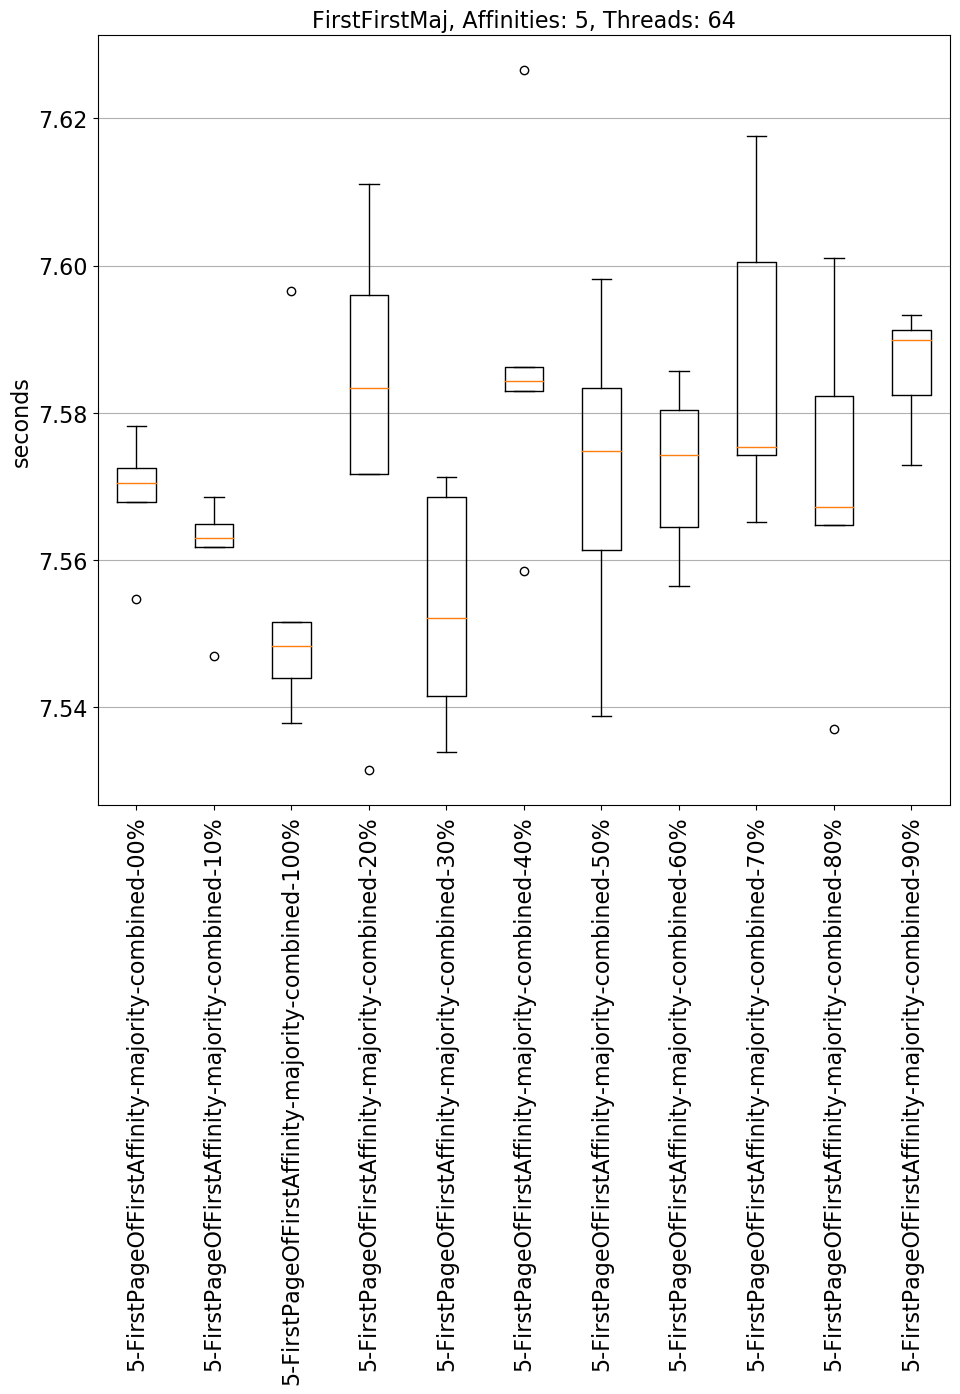 FirstFirstMaj, Affinities: 5, Threads: 64
7.62
7.60
7.58
7.56
7.54
seconds
5-FirstPageOfFirstAffinity-majority-combined-00%
5-FirstPageOfFirstAffinity-majority-combined-10%
5-FirstPageOfFirstAffinity-majority-combined-100%
5-FirstPageOfFirstAffinity-majority-combined-20%
5-FirstPageOfFirstAffinity-majority-combined-30%
5-FirstPageOfFirstAffinity-majority-combined-40%
5-FirstPageOfFirstAffinity-majority-combined-50%
5-FirstPageOfFirstAffinity-majority-combined-60%
5-FirstPageOfFirstAffinity-majority-combined-70%
5-FirstPageOfFirstAffinity-majority-combined-80%
5-FirstPageOfFirstAffinity-majority-combined-90%